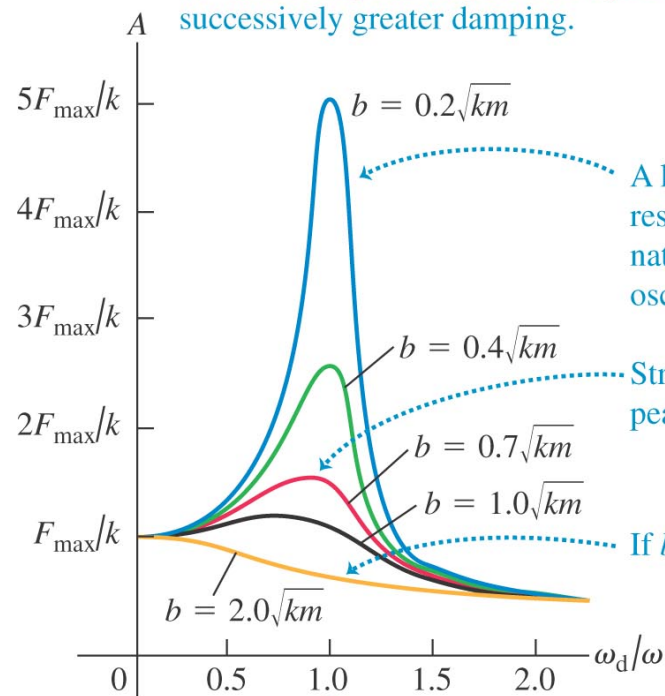 A
successively greater damping.
5F_max/k
b = 0.2√km
4F_max/k
A
res
nat
osc
3F_max/k
b = 0.4√km
Str
pea
2F_max/k
b = 0.7√km
b = 1.0√km
F_max/k
If
b = 2.0√km
0 0.5 1.0 1.5 2.0
ω_d/ω